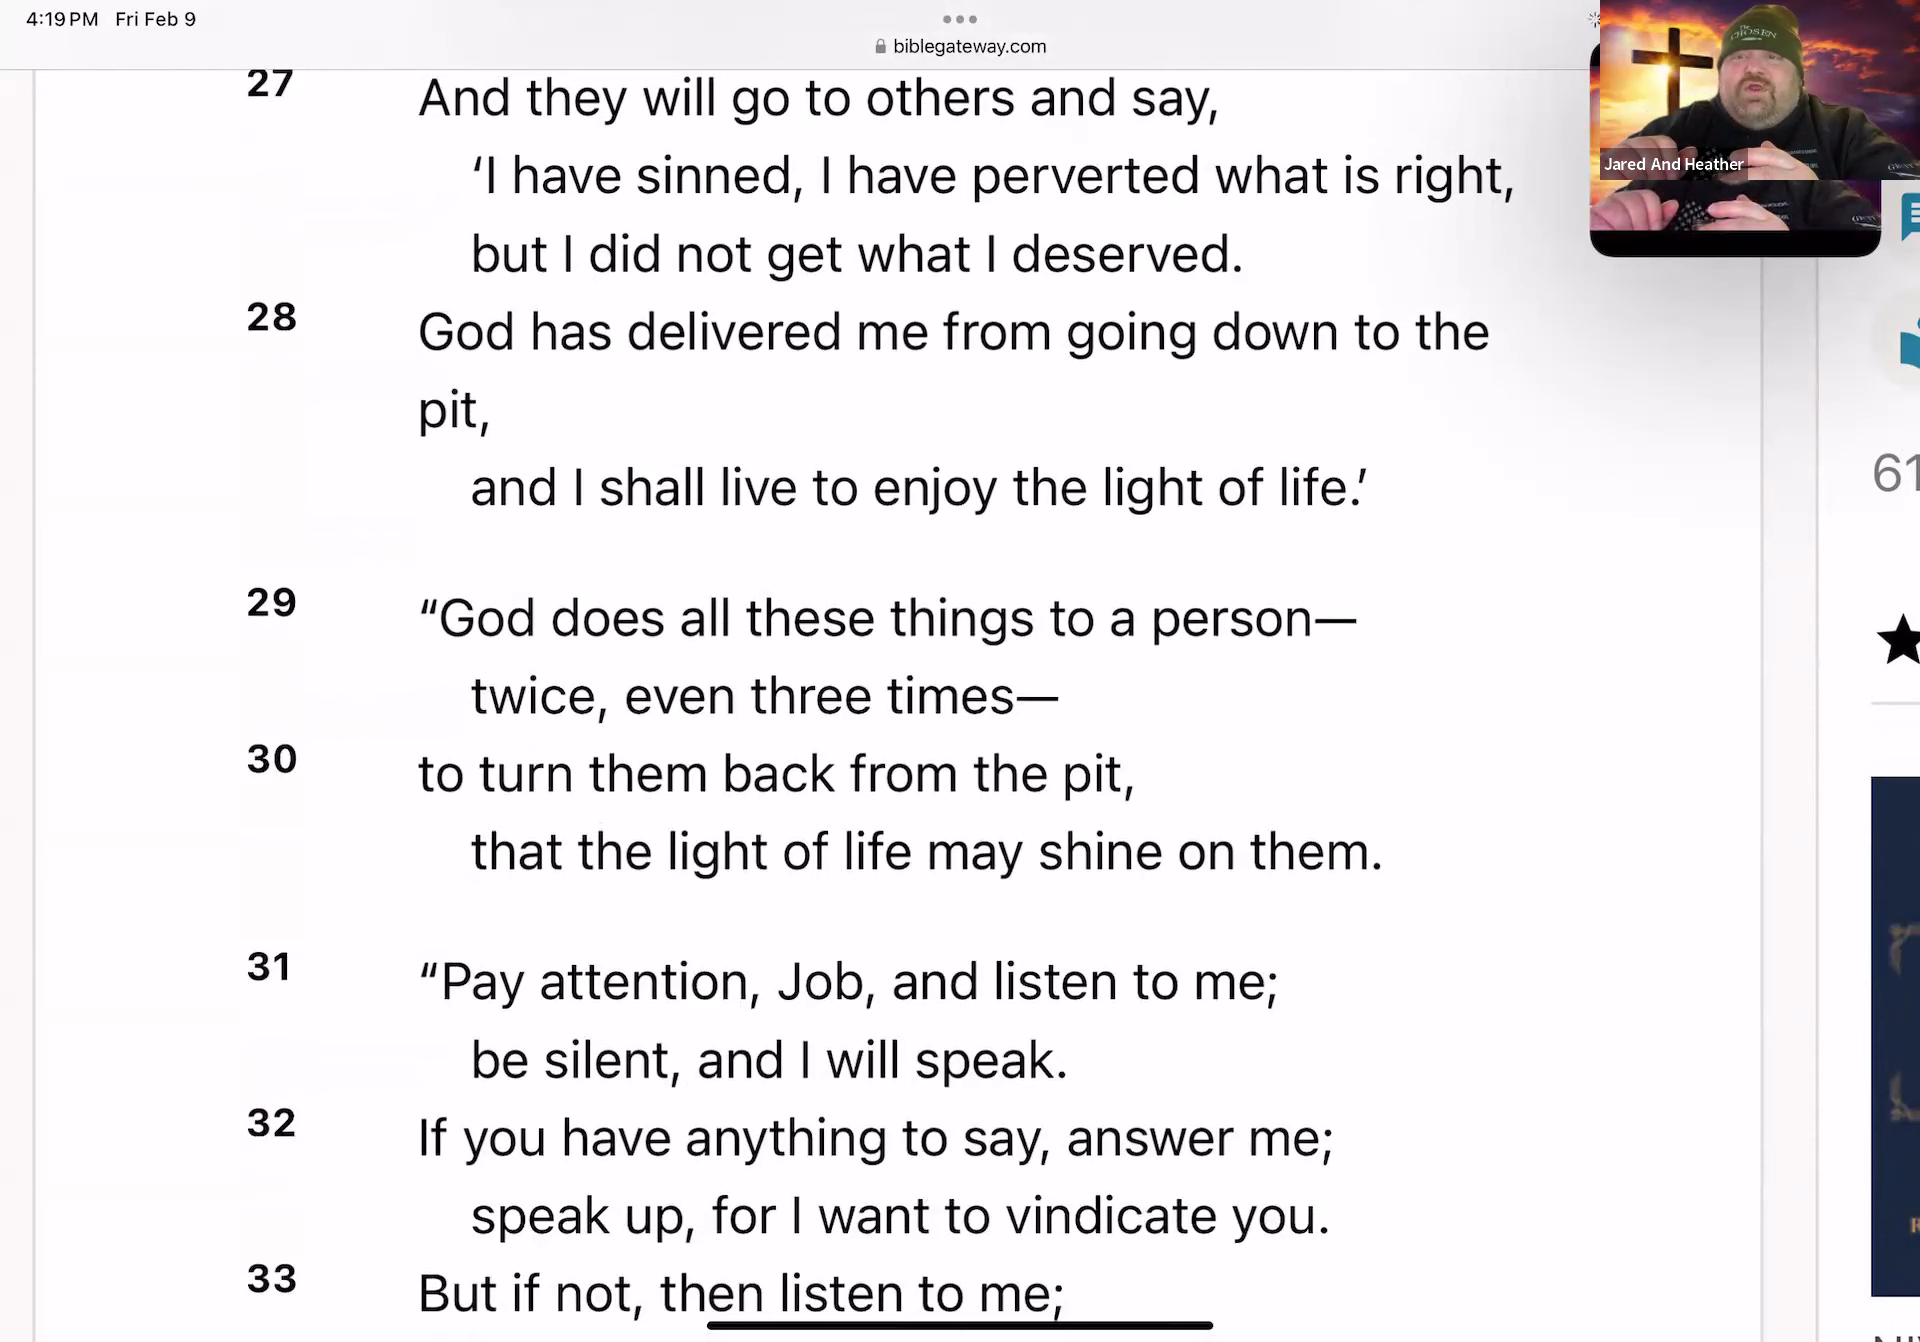 4:19 PM Fri Feb 9
biblegateway.com
CHOSEN
Jared And Heather
27 And they will go to others and say,
‘I have sinned, I have perverted what is right,
but I did not get what I deserved.
28 God has delivered me from going down to the
pit,
and I shall live to enjoy the light of life.’
29 “God does all these things to a person—
twice, even three times—
30 to turn them back from the pit,
that the light of life may shine on them.
31 “Pay attention, Job, and listen to me;
be silent, and I will speak.
32 If you have anything to say, answer me;
speak up, for I want to vindicate you.
33 But if not, then listen to me;
61